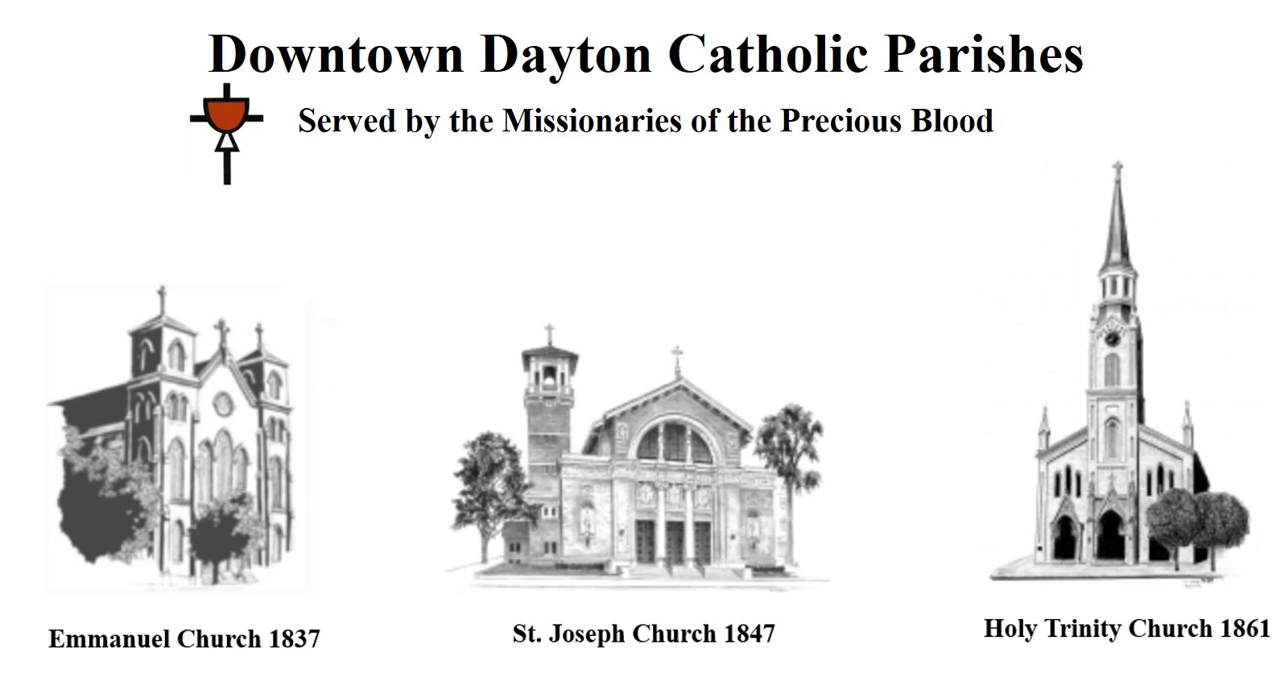 Downtown Dayton Catholic Parishes
Served by the Missionaries of the Precious Blood
Emmanuel Church 1837
St. Joseph Church 1847
Holy Trinity Church 1861